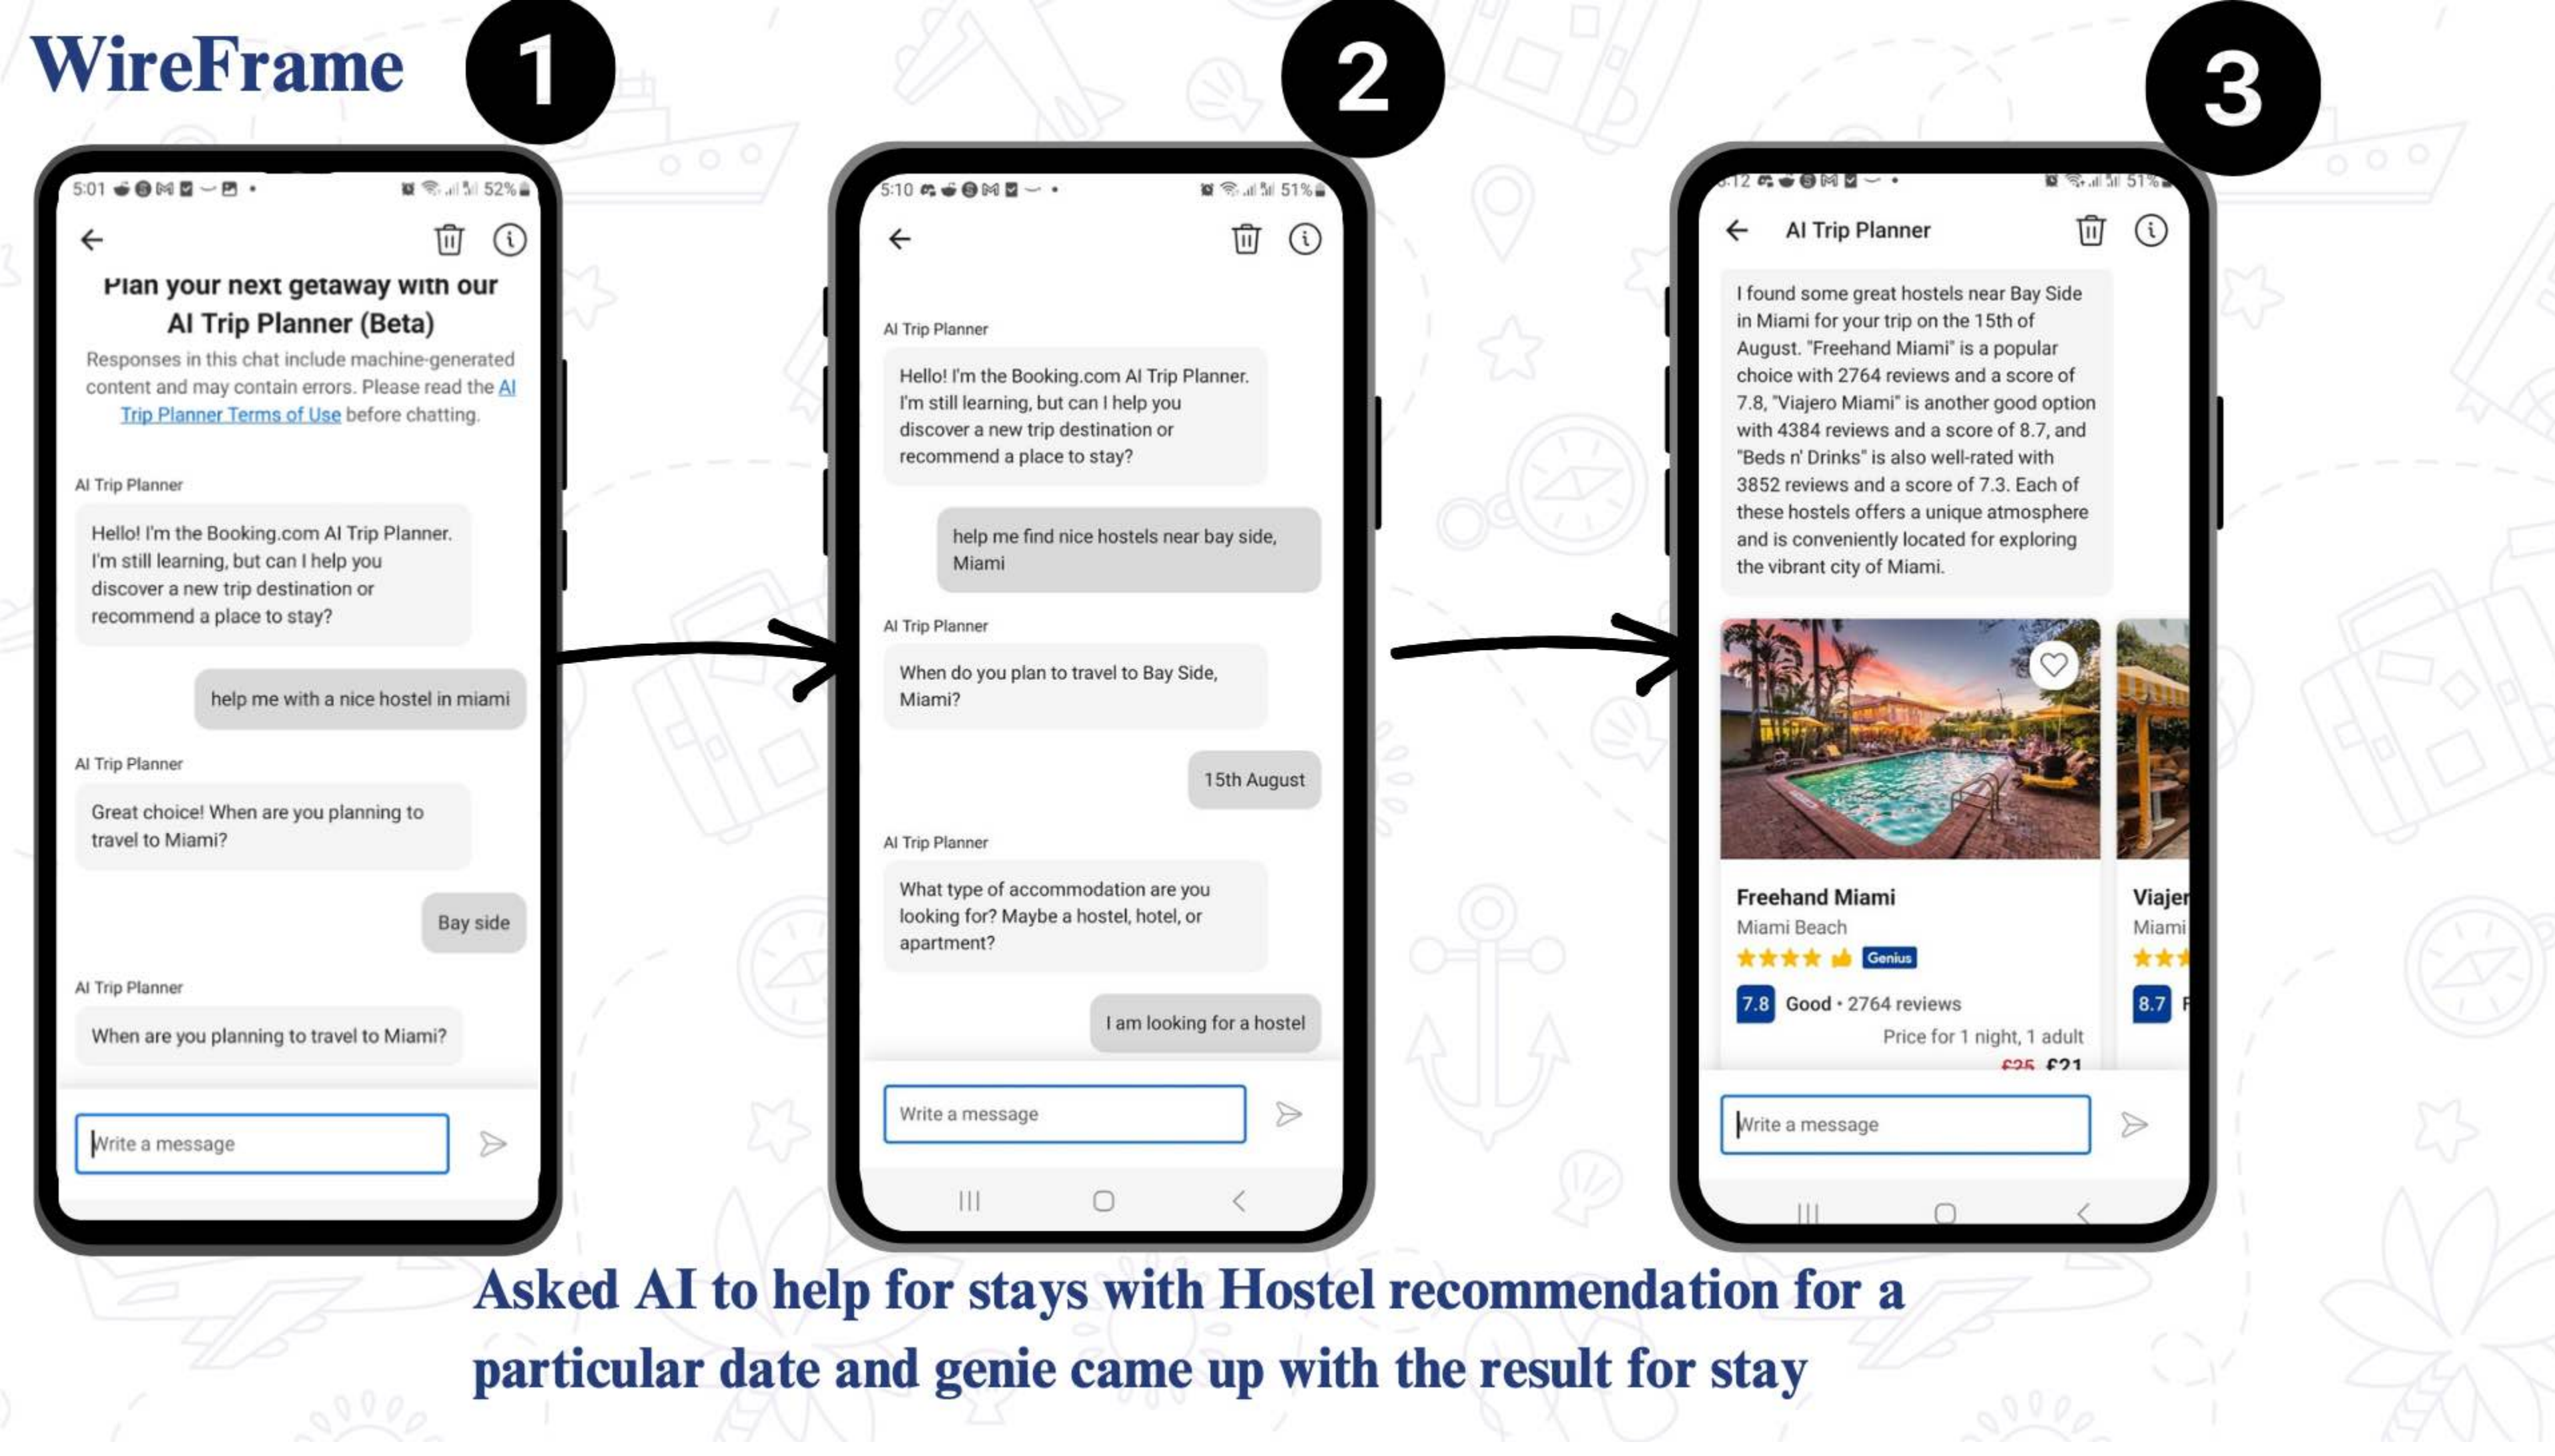 WireFrame
1
2
3
5:01
52%
Plan your next getaway with our
AI Trip Planner (Beta)
Responses in this chat include machine-generated
content and may contain errors. Please read the AI
Trip Planner Terms of Use before chatting.
AI Trip Planner
Hello! I'm the Booking.com AI Trip Planner.
I'm still learning, but can I help you
discover a new trip destination or
recommend a place to stay?
help me with a nice hostel in miami
AI Trip Planner
Great choice! When are you planning to
travel to Miami?
Bay side
AI Trip Planner
When are you planning to travel to Miami?
Write a message
5:10
51%
AI Trip Planner
Hello! I'm the Booking.com AI Trip Planner.
I'm still learning, but can I help you
discover a new trip destination or
recommend a place to stay?
help me find nice hostels near bay side,
Miami
AI Trip Planner
When do you plan to travel to Bay Side,
Miami?
15th August
AI Trip Planner
What type of accommodation are you
looking for? Maybe a hostel, hotel, or
apartment?
I am looking for a hostel
Write a message
5:12
51%
AI Trip Planner
I found some great hostels near Bay Side
in Miami for your trip on the 15th of
August. "Freehand Miami" is a popular
choice with 2764 reviews and a score of
7.8, "Viajero Miami" is another good option
with 4384 reviews and a score of 8.7, and
"Beds n' Drinks" is also well-rated with
3852 reviews and a score of 7.3. Each of
these hostels offers a unique atmosphere
and is conveniently located for exploring
the vibrant city of Miami.
Freehand Miami
Miami Beach
Genius
7.8 Good • 2764 reviews
Price for 1 night, 1 adult
£25 £21
Viajer
Miami
8.7 F
Write a message
Asked AI to help for stays with Hostel recommendation for a
particular date and genie came up with the result for stay